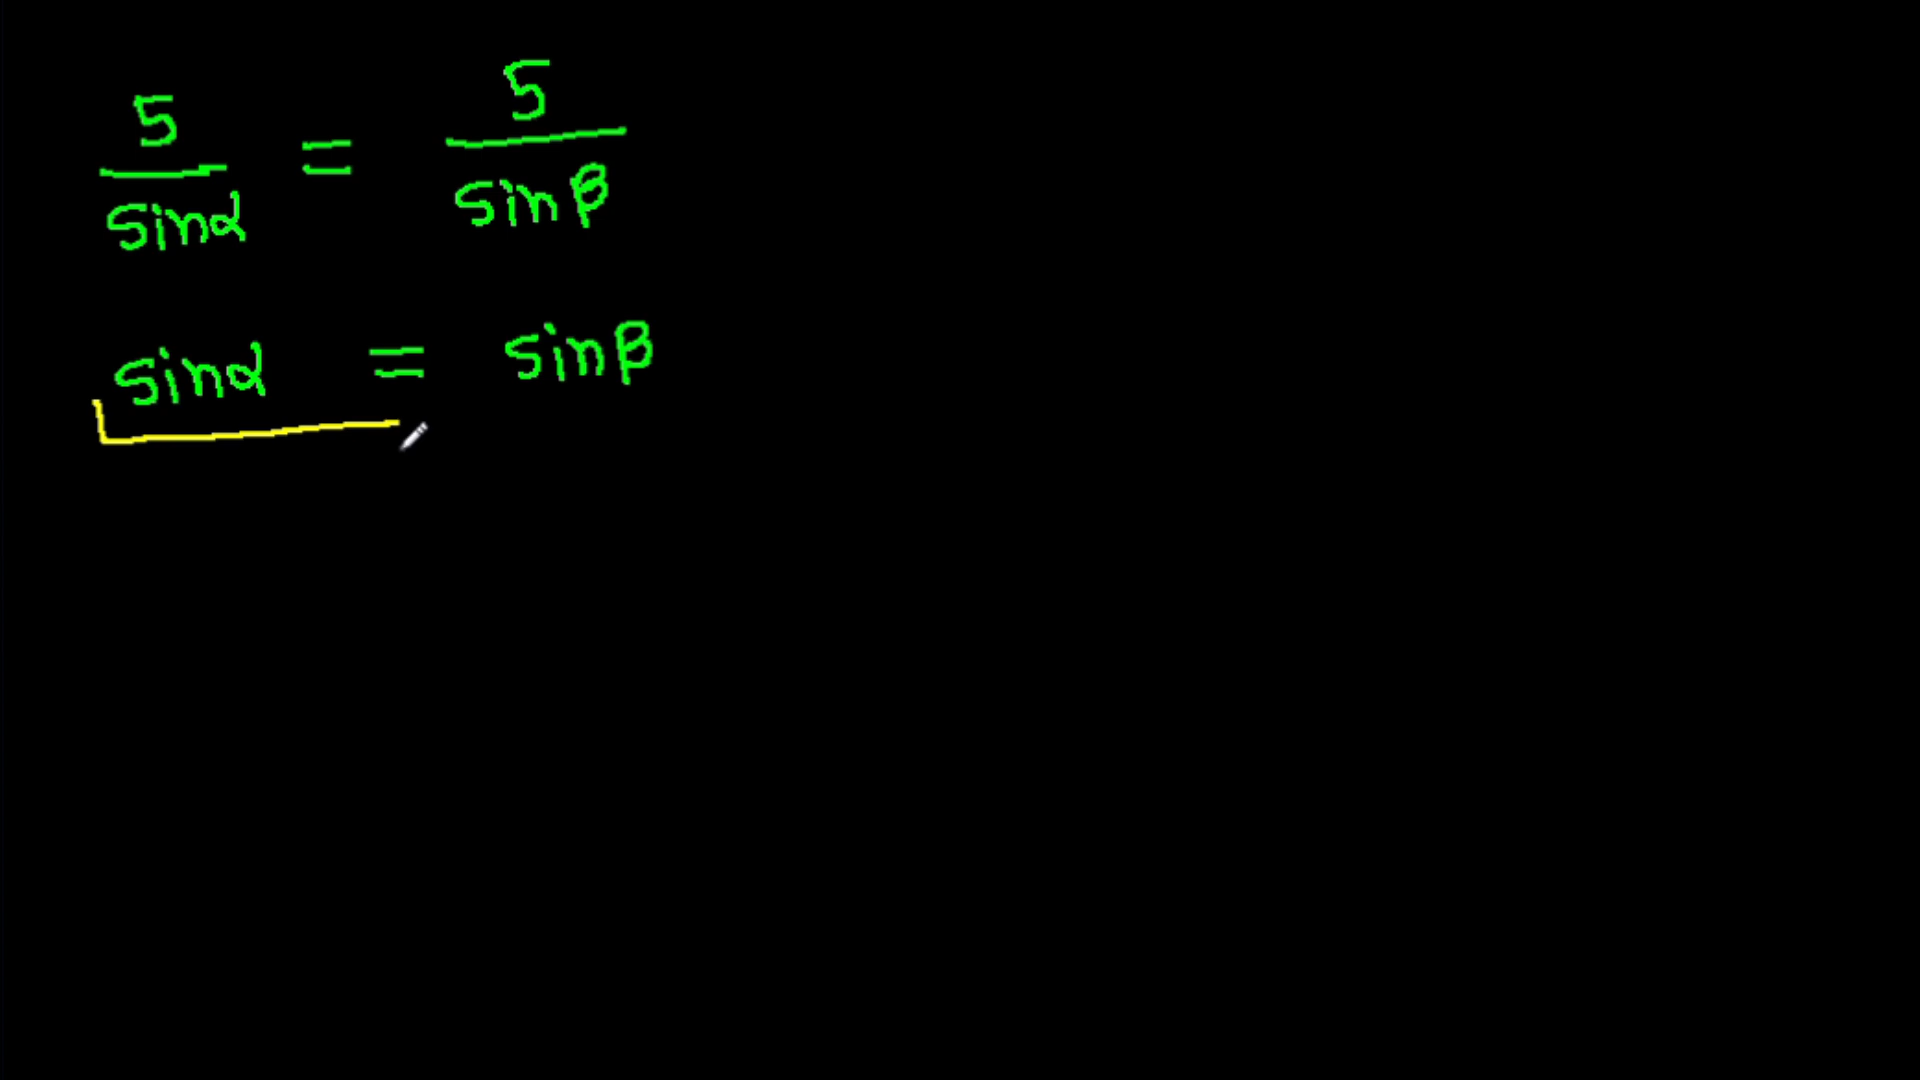 5/sinα = 5/sinβ
sinα = sinβ